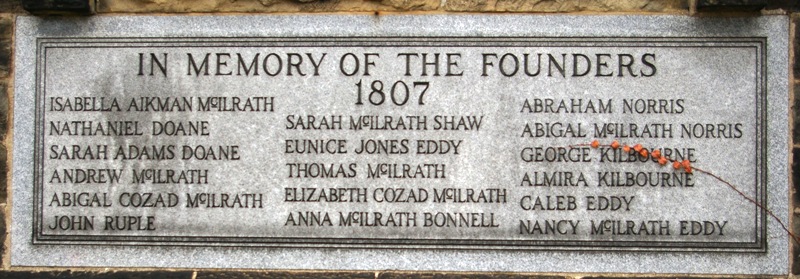 IN MEMORY OF THE FOUNDERS
1807
ISABELLA AIKMAN McILRATH
NATHANIEL DOANE
SARAH ADAMS DOANE
ANDREW McILRATH
ABIGAL COZAD McILRATH
JOHN RUPLE
SARAH McILRATH SHAW
EUNICE JONES EDDY
THOMAS McILRATH
ELIZABETH COZAD McILRATH
ANNA McILRATH BONNELL
ABRAHAM NORRIS
ABIGAL McILRATH NORRIS
GEORGE KILBOURNE
ALMIRA KILBOURNE
CALEB EDDY
NANCY McILRATH EDDY